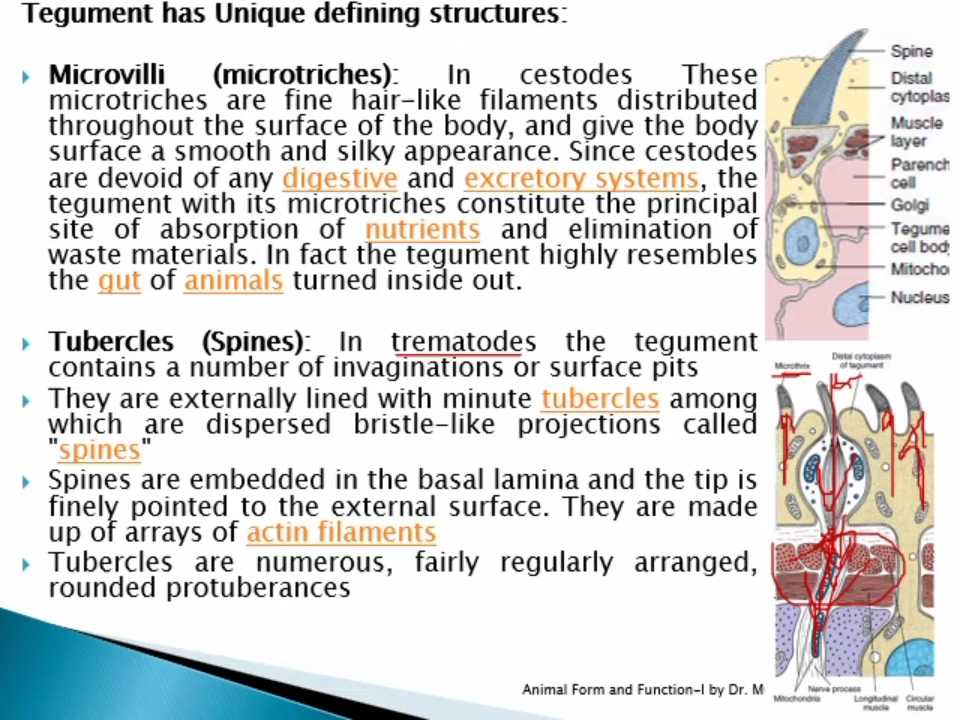 Tegument has Unique defining structures:
Microvilli (microtriches): In cestodes These
microtriches are fine hair-like filaments distributed
throughout the surface of the body, and give the body
surface a smooth and silky appearance. Since cestodes
are devoid of any digestive and excretory systems, the
tegument with its microtriches constitute the principal
site of absorption of nutrients and elimination of
waste materials. In fact the tegument highly resembles
the gut of animals turned inside out.
Tubercles (Spines): In trematodes the tegument
contains a number of invaginations or surface pits
They are externally lined with minute tubercles among
which are dispersed bristle-like projections called
"spines"
Spines are embedded in the basal lamina and the tip is
finely pointed to the external surface. They are made
up of arrays of actin filaments
Tubercles are numerous, fairly regularly arranged,
rounded protuberances
Animal Form and Function-I by Dr. M
Spine
Distal
cytoplas
Muscle
layer
Parench
cell
Golgi
Tegume
cell body
Mitocho
Nucleus
Microthrix
Distal cytoplasm
of tegument
Nerve process
Mitochondria
Longitudinal
muscle
Circular
muscle